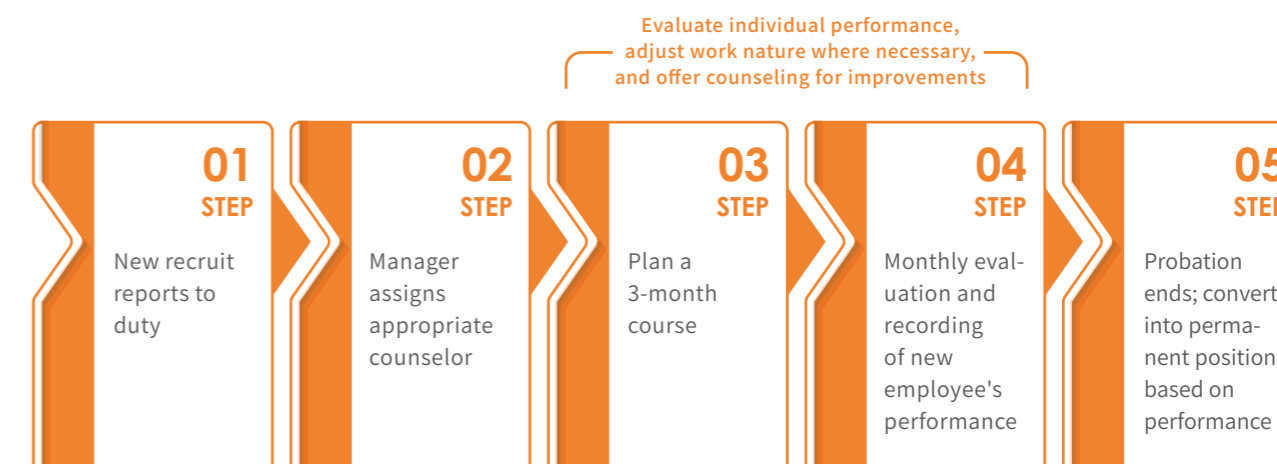 Evaluate individual performance,
adjust work nature where necessary,
and offer counseling for improvements
01
STEP
New recruit
reports to
duty
02
STEP
Manager
assigns
appropriate
counselor
03
STEP
Plan a
3-month
course
04
STEP
Monthly eval-
uation and
recording
of new
employee's
performance
05
STEP
Probation
ends; convert
into perma-
nent position
based on
performance